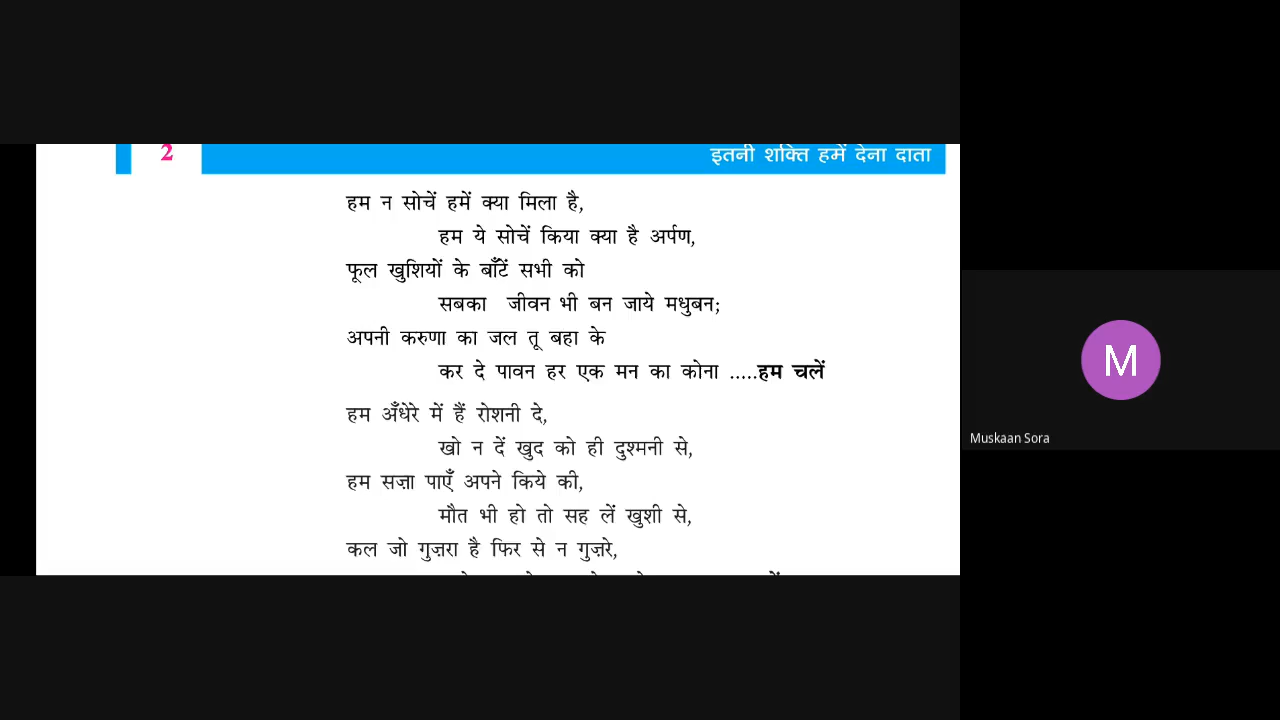 2
इतनी शक्ति हमें देना दाता
हम न सोचें हमें क्या मिला है,
हम ये सोचें किया क्या है अर्पण,
फूल खुशियों के बाँटें सभी को
सबका जीवन भी बन जाये मधुबन;
अपनी करुणा का जल तू बहा के
कर दे पावन हर एक मन का कोना .....हम चलें
हम अँधेरे में हैं रोशनी दे,
खो न दें खुद को ही दुश्मनी से,
हम सज़ा पाएँ अपने किये की,
मौत भी हो तो सह लें खुशी से,
कल जो गुज़रा है फिर से न गुज़रे,
M
Muskaan Sora